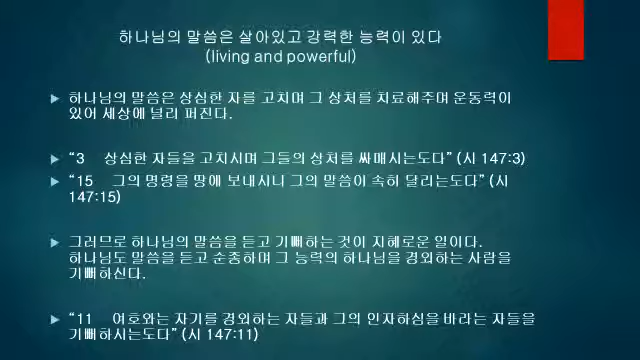 하나님의 말씀은 살아있고 강력한 능력이 있다
(living and powerful)
하나님의 말씀은 상심한 자를 고치며 그 상처를 치료해주며 운동력이
있어 세상에 널리 퍼진다.
“3 상심한 자들을 고치시며 그들의 상처를 싸매시는도다” (시 147:3)
“15 그의 명령을 땅에 보내시니 그의 말씀이 속히 달리는도다” (시
147:15)
그러므로 하나님의 말씀을 듣고 기뻐하는 것이 지혜로운 일이다.
하나님도 말씀을 듣고 순종하며 그 능력의 하나님을 경외하는 사람을
기뻐하신다.
“11 여호와는 자기를 경외하는 자들과 그의 인자하심을 바라는 자들을
기뻐하시는도다” (시 147:11)